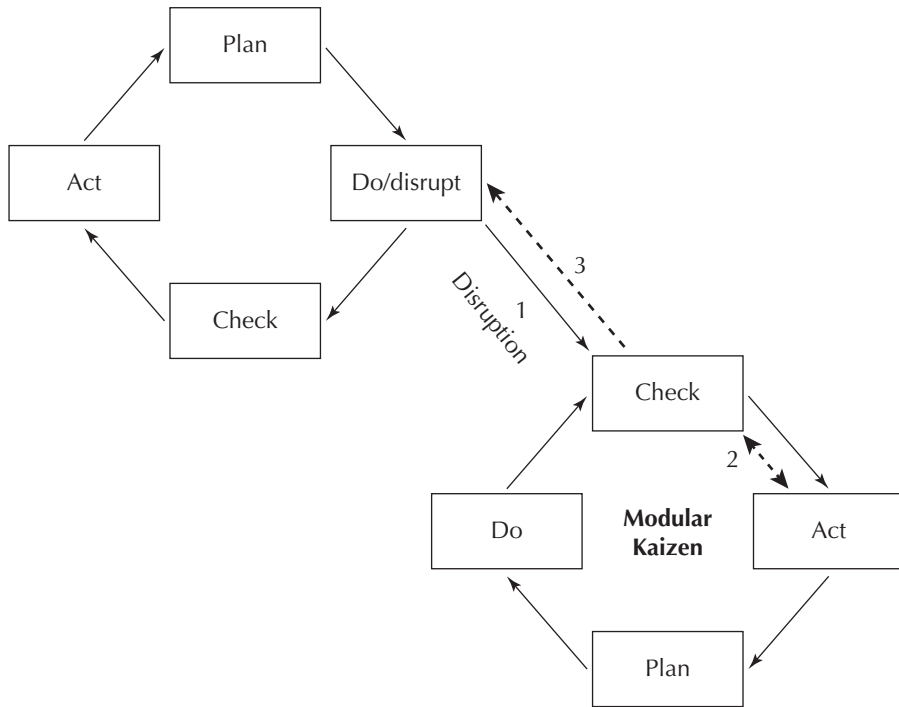 Plan
Act
Do/disrupt
Check
3
1
Disruption
Check
2
Do
Modular
Kaizen
Act
Plan